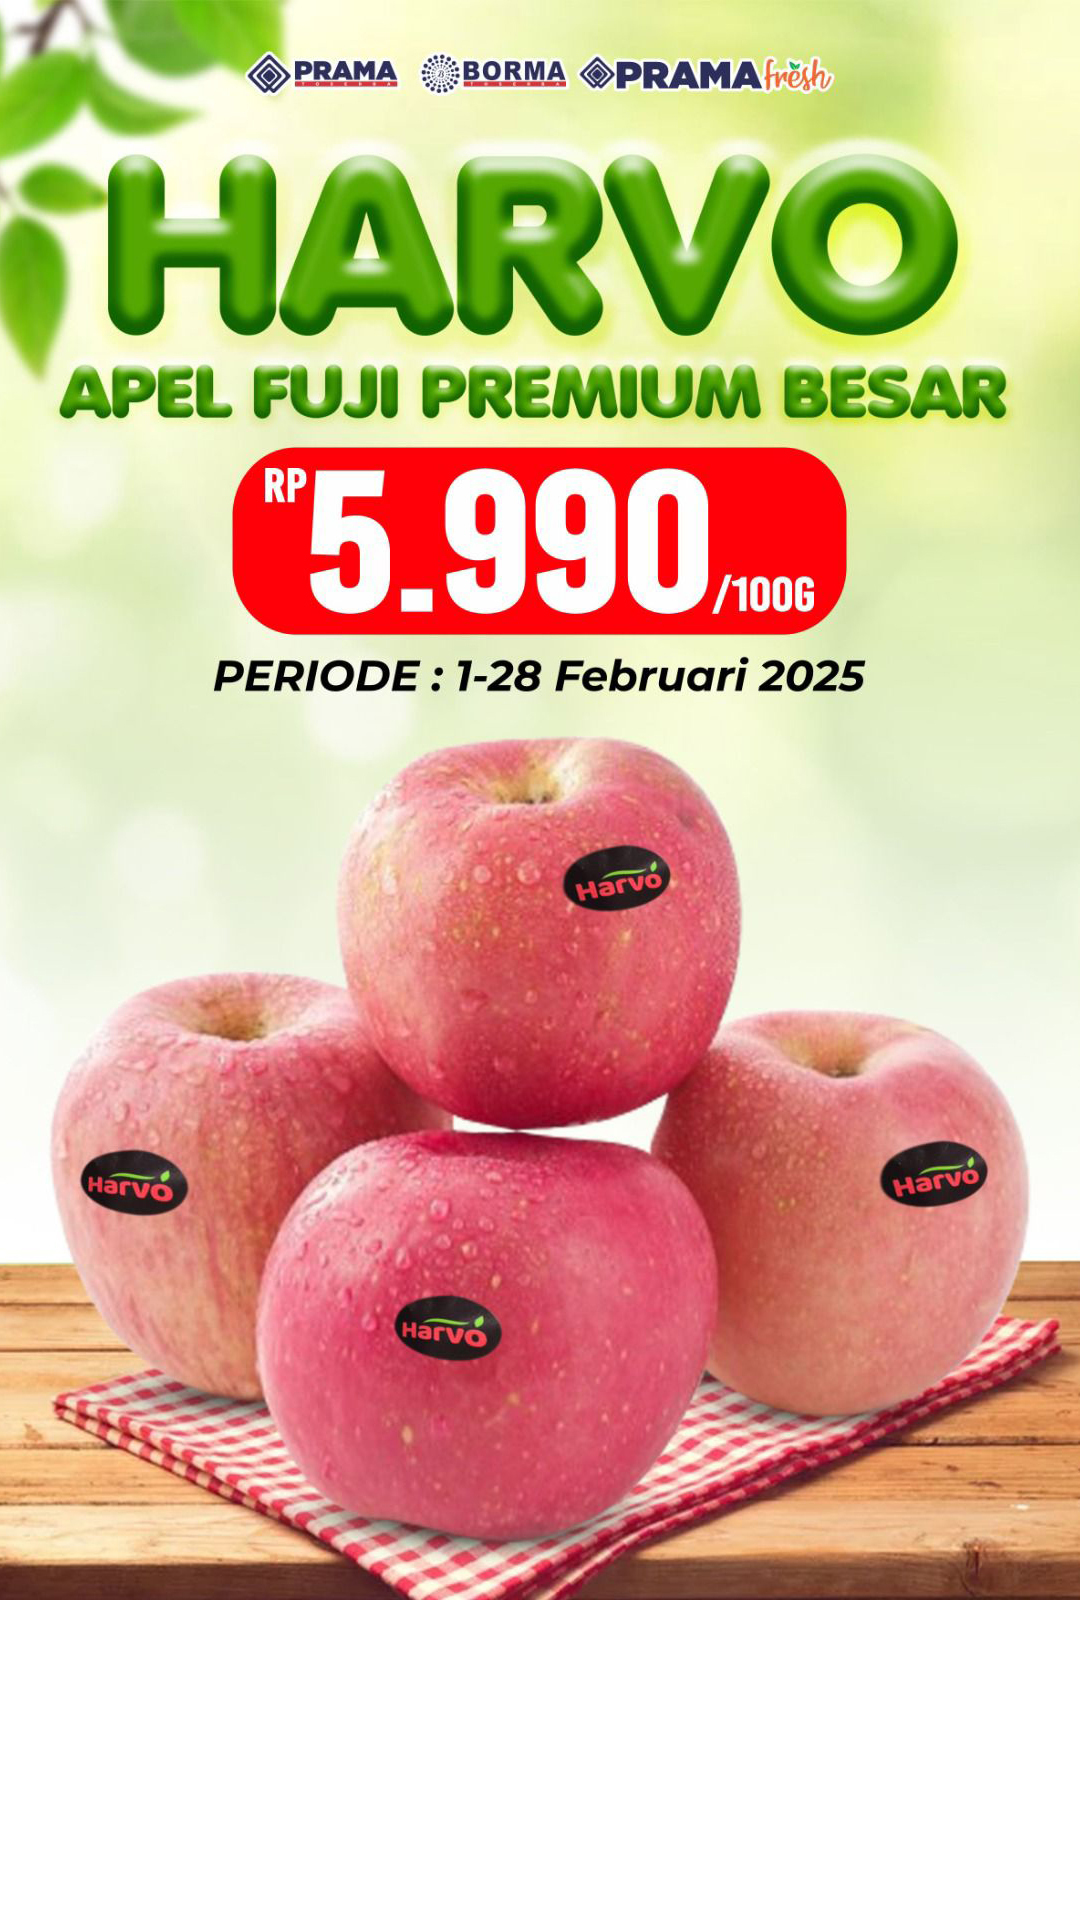 PRAMA BORMA PRAMA fresh
HARVO
APEL FUJI PREMIUM BESAR
RP 5.990 /100G
PERIODE : 1-28 Februari 2025
Harvo
Harvo
Harvo
Harvo